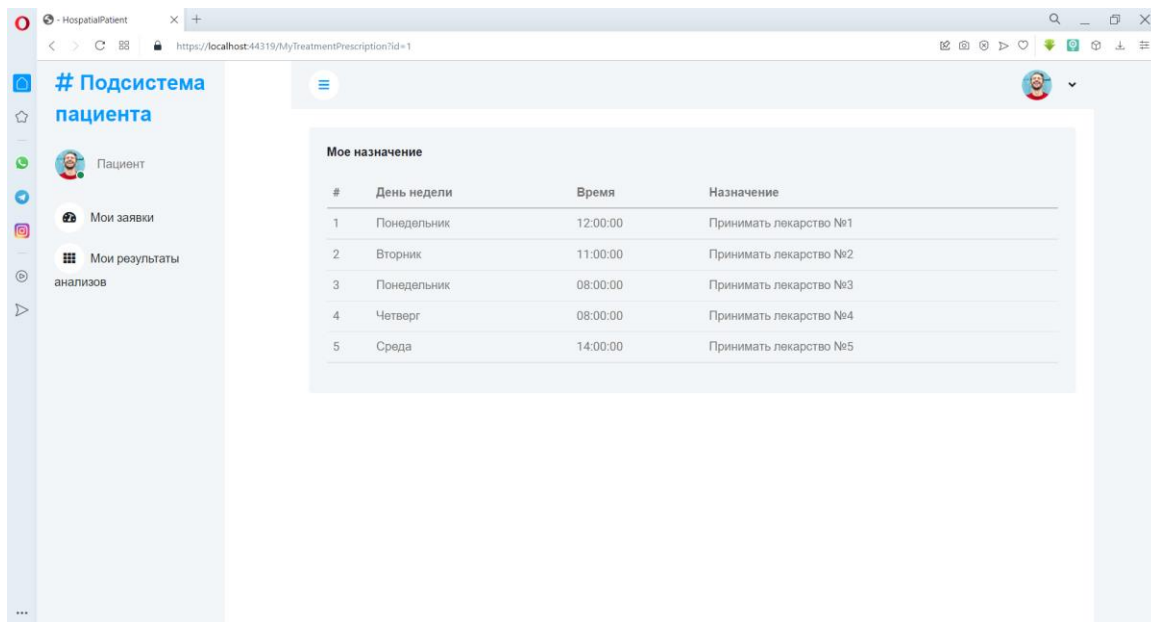 - HospatialPatient
https://localhost:44319/MyTreatmentPrescription?id=1
# Подсистема
пациента
Пациент
Мои заявки
Мои результаты
анализов
Мое назначение
# День недели Время Назначение
1 Понедельник 12:00:00 Принимать лекарство №1
2 Вторник 11:00:00 Принимать лекарство №2
3 Понедельник 08:00:00 Принимать лекарство №3
4 Четверг 08:00:00 Принимать лекарство №4
5 Среда 14:00:00 Принимать лекарство №5